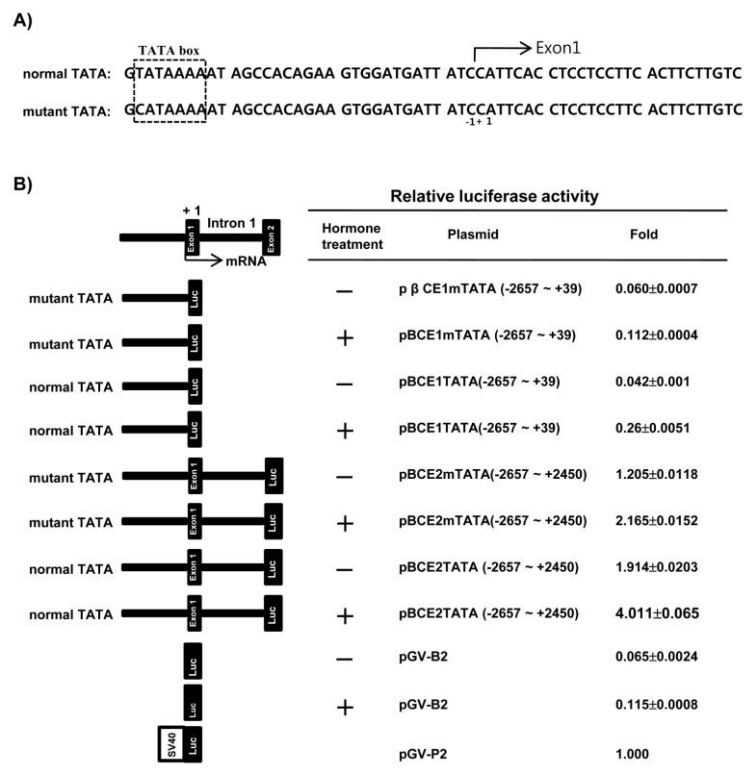 A)
TATA box
Exon1
normal TATA: GTATAAAAAT AGCCACAGAA GTGGATGATT ATCCATTCAC CTCCTCCTTC ACTTCTTGTC
mutant TATA: GCATAAAAAT AGCCACAGAA GTGGATGATT ATCCATTCAC CTCCTCCTTC ACTTCTTGTC
-1+ 1
B)
Relative luciferase activity
+ 1
Intron 1
Exon 1
Exon 2
mRNA
Hormone treatment Plasmid Fold
mutant TATA Luc − p β CE1mTATA (-2657 ~ +39) 0.060±0.0007
mutant TATA Luc + pBCE1mTATA (-2657 ~ +39) 0.112±0.0004
normal TATA Luc − pBCE1TATA(-2657 ~ +39) 0.042±0.001
normal TATA Luc + pBCE1TATA(-2657 ~ +39) 0.26±0.0051
mutant TATA Exon 1 Luc − pBCE2mTATA(-2657 ~ +2450) 1.205±0.0118
mutant TATA Exon 1 Luc + pBCE2mTATA(-2657 ~ +2450) 2.165±0.0152
normal TATA Exon 1 Luc − pBCE2TATA (-2657 ~ +2450) 1.914±0.0203
normal TATA Exon 1 Luc + pBCE2TATA (-2657 ~ +2450) 4.011±0.065
Luc − pGV-B2 0.065±0.0024
Luc + pGV-B2 0.115±0.0008
SV40 Luc pGV-P2 1.000